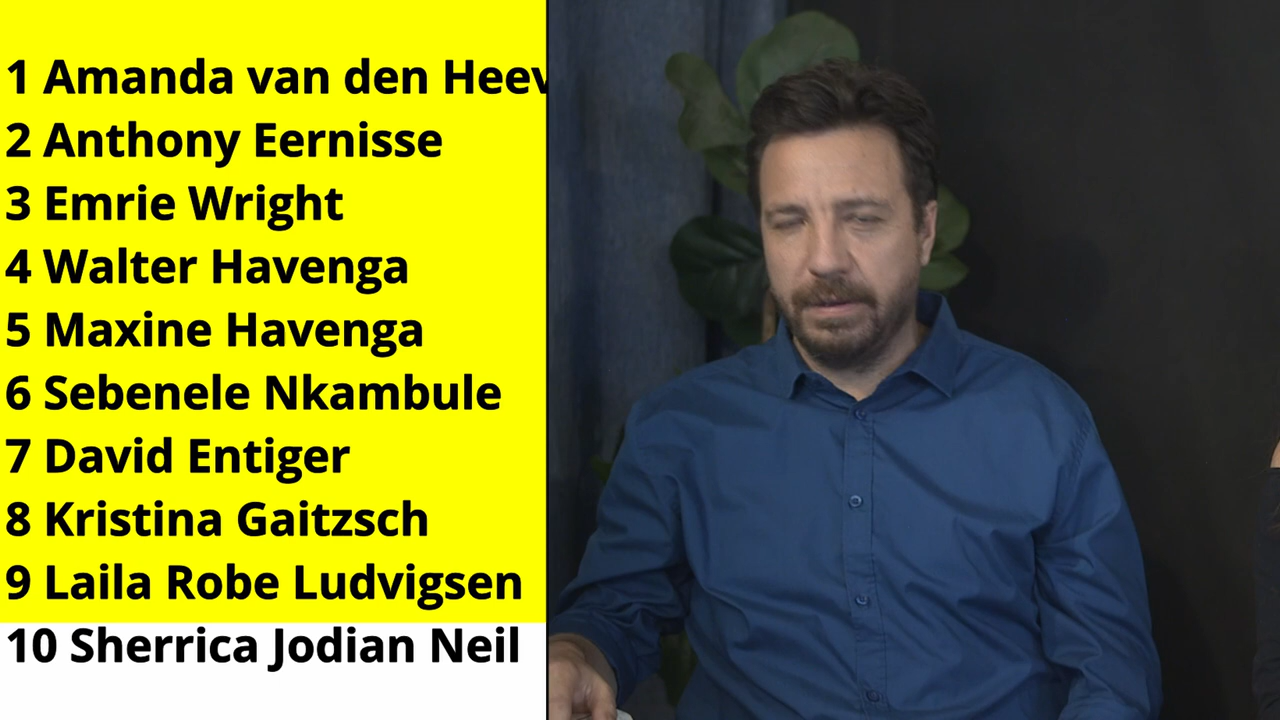 1 Amanda van den Heev
2 Anthony Eernisse
3 Emrie Wright
4 Walter Havenga
5 Maxine Havenga
6 Sebenele Nkambule
7 David Entiger
8 Kristina Gaitzsch
9 Laila Robe Ludvigsen
10 Sherrica Jodian Neil